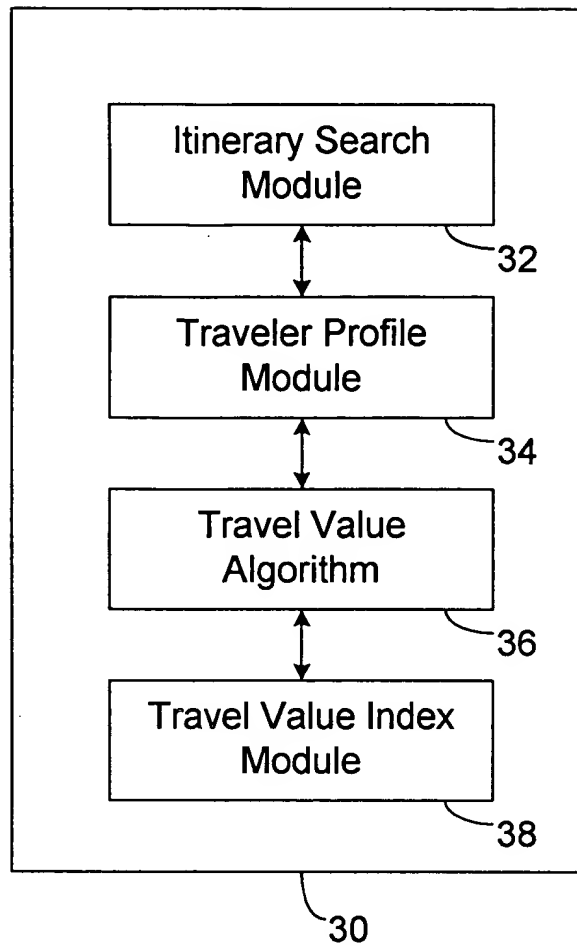 Itinerary Search
Module
32
Traveler Profile
Module
34
Travel Value
Algorithm
36
Travel Value Index
Module
38
30